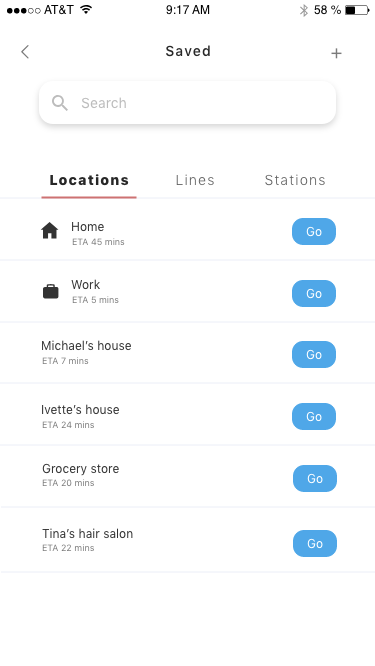 AT&T 9:17 AM 58 %
Saved
Search
Locations Lines Stations
Home
ETA 45 mins
Go
Work
ETA 5 mins
Go
Michael's house
ETA 7 mins
Go
Ivette's house
ETA 24 mins
Go
Grocery store
ETA 20 mins
Go
Tina's hair salon
ETA 22 mins
Go